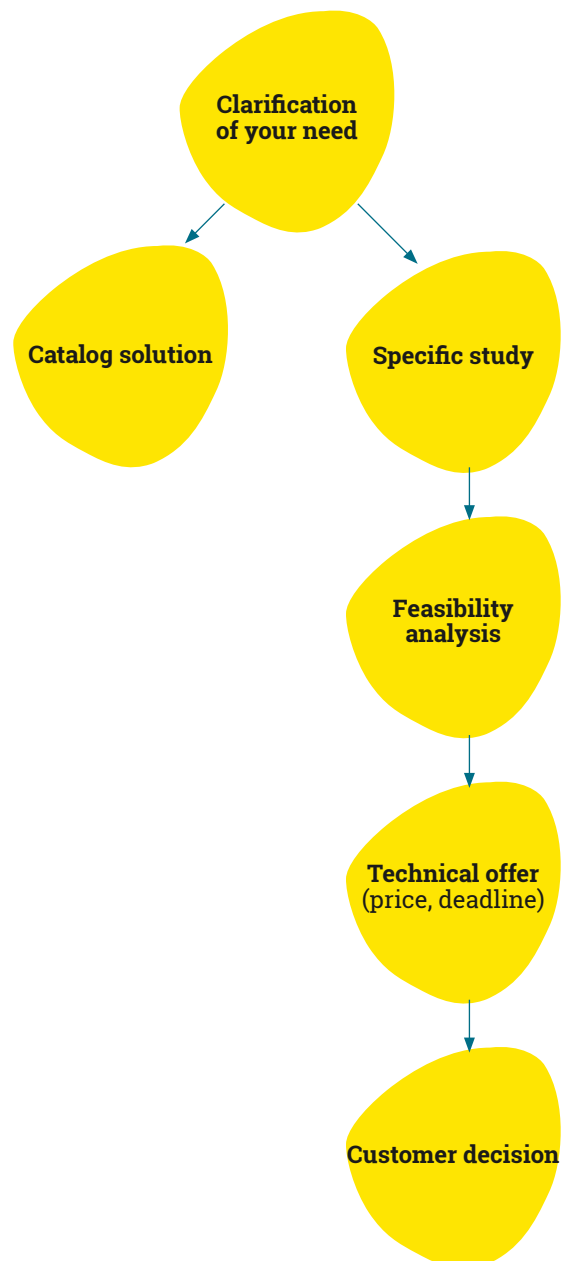 Clarification
of your need
Catalog solution
Specific study
Feasibility
analysis
Technical offer
(price, deadline)
Customer decision